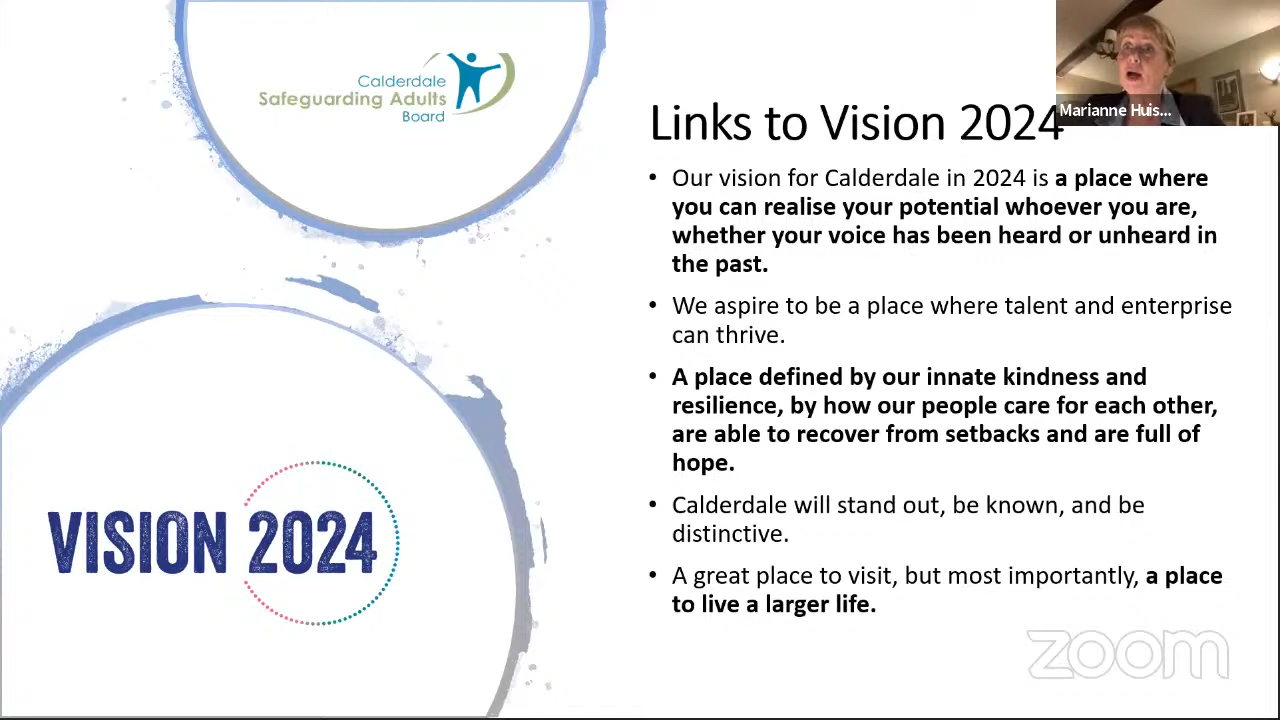 Calderdale
Safeguarding Adults
Board
Marianne Huis...
Links to Vision 2024
• Our vision for Calderdale in 2024 is a place where
you can realise your potential whoever you are,
whether your voice has been heard or unheard in
the past.
• We aspire to be a place where talent and enterprise
can thrive.
• A place defined by our innate kindness and
resilience, by how our people care for each other,
are able to recover from setbacks and are full of
hope.
• Calderdale will stand out, be known, and be
distinctive.
• A great place to visit, but most importantly, a place
to live a larger life.
VISION 2024
zoom